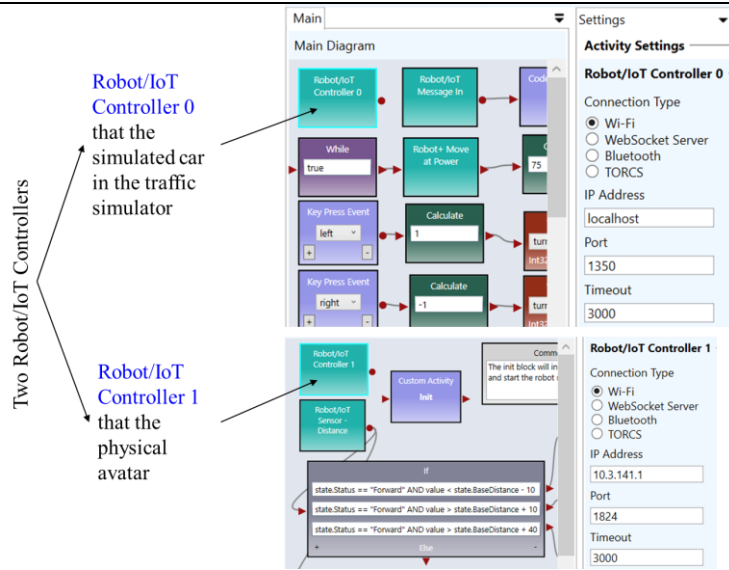 Two Robot/IoT Controllers
Robot/IoT
Controller 0
that the
simulated car
in the traffic
simulator
Robot/IoT
Controller 1
that the
physical
avatar
Main
Main Diagram
Robot/IoT
Controller 0
Robot/IoT
Message In
While
true
Robot+ Move
at Power
75
Key Press Event
left
+ -
Calculate
1
turn
Int32
Key Press Event
right
+ -
Calculate
-1
turn
Settings
Activity Settings
Robot/IoT Controller 0
Connection Type
Wi-Fi
WebSocket Server
Bluetooth
TORCS
IP Address
localhost
Port
1350
Timeout
3000
Robot/IoT
Controller 1
Robot/IoT
Sensor -
Distance
Custom Activity
Init
Comme
The init block will in
and start the robot
If
state.Status == "Forward" AND value < state.BaseDistance - 10
state.Status == "Forward" AND value > state.BaseDistance + 10
state.Status == "Forward" AND value > state.BaseDistance + 40
+ Else -
Robot/IoT Controller 1
Connection Type
Wi-Fi
WebSocket Server
Bluetooth
TORCS
IP Address
10.3.141.1
Port
1824
Timeout
3000